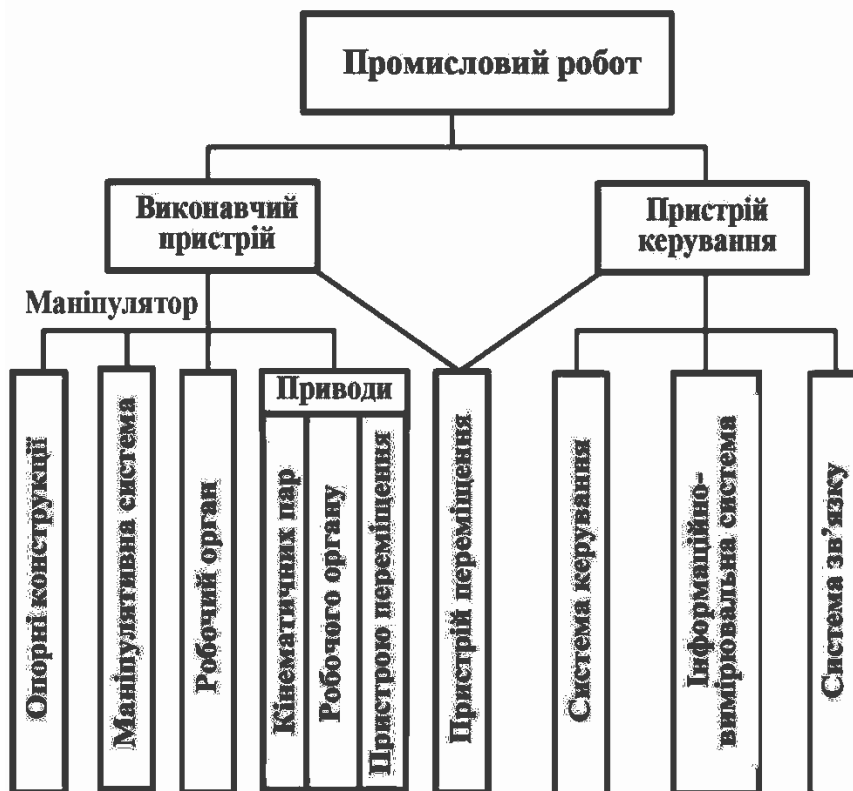 Промисловий робот
Виконавчий
пристрій
Пристрій
керування
Маніпулятор
Опорні конструкції
Маніпулятивна система
Робочий орган
Приводи
Кінематичних пар
Робочого органу
Пристрою переміщення
Пристрій переміщення
Система керування
Інформаційно-
вимірювальна система
Система зв’язку